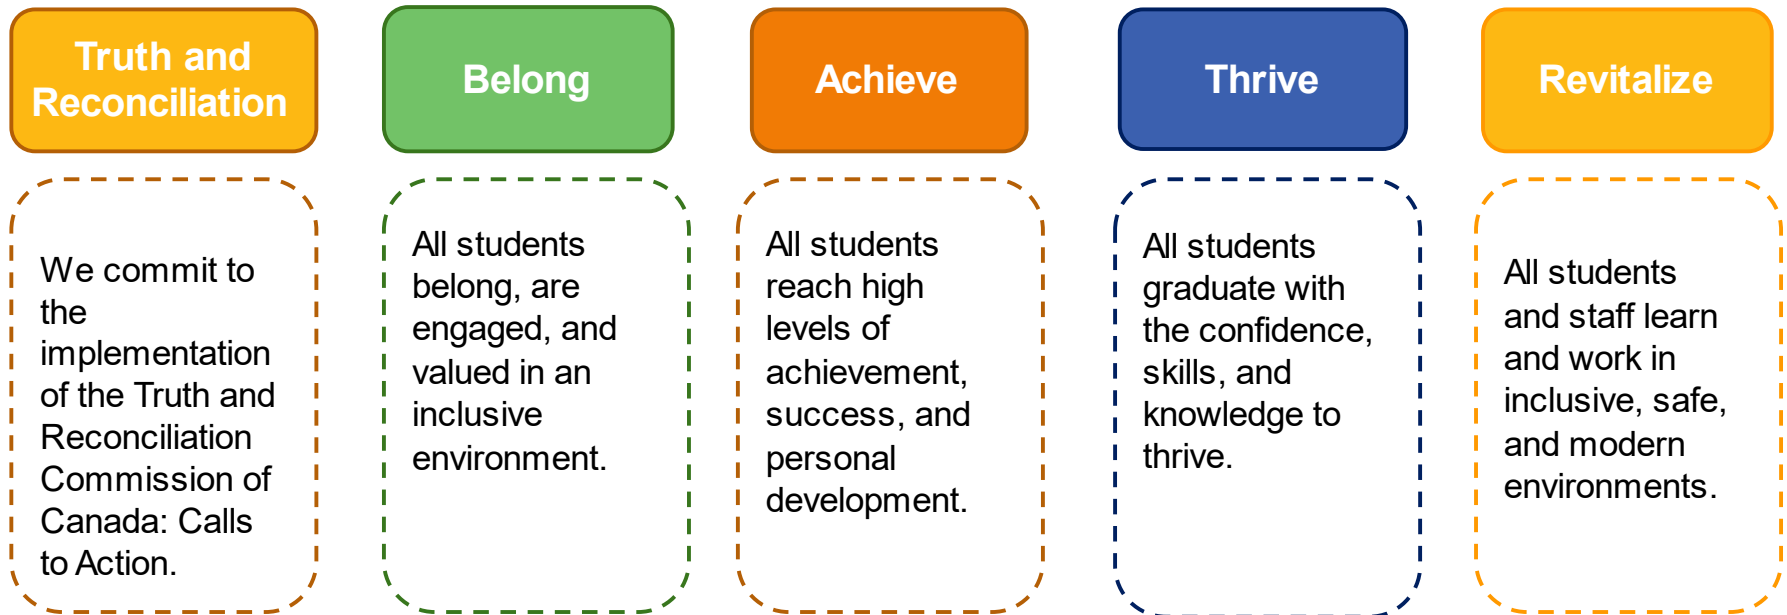 Truth and
Reconciliation
We commit to
the
implementation
of the Truth and
Reconciliation
Commission of
Canada: Calls
to Action.
Belong
All students
belong, are
engaged, and
valued in an
inclusive
environment.
Achieve
All students
reach high
levels of
achievement,
success, and
personal
development.
Thrive
All students
graduate with
the confidence,
skills, and
knowledge to
thrive.
Revitalize
All students
and staff learn
and work in
inclusive, safe,
and modern
environments.